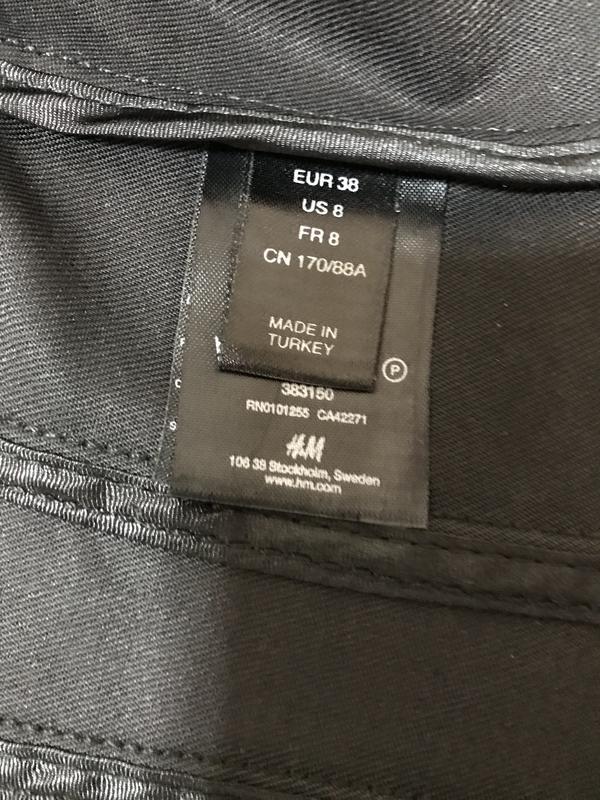 EUR 38
US 8
FR 8
CN 170/88A
MADE IN
TURKEY
P
383150
RN0101255 CA42271
H&M
106 38 Stockholm, Sweden
www.hm.com